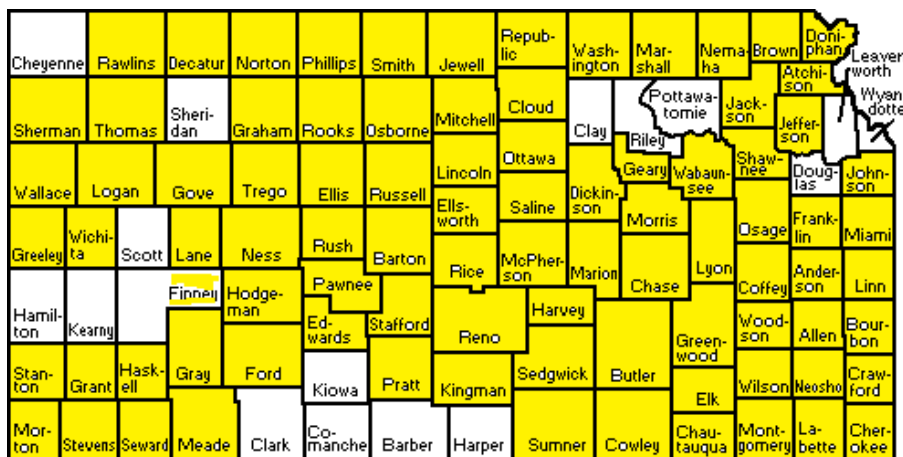 Cheyenne
Rawlins
Decatur
Norton
Phillips
Smith
Jewell
Repub-
lic
Wash-
ington
Mar-
shall
Nema-
ha
Brown
Doni-
phan
Leaven
worth
Atchi-
son
Wyan
dotte
Sherman
Thomas
Sheri-
dan
Graham
Rooks
Osborne
Mitchell
Cloud
Clay
Riley
Pottawa-
tomie
Jack-
son
Jeffer-
son
Wallace
Logan
Gove
Trego
Ellis
Russell
Lincoln
Ottawa
Dickin-
son
Geary
Wabaun-
see
Shaw-
nee
Doug-
las
John-
son
Ells-
worth
Saline
Morris
Osage
Frank-
lin
Miami
Greeley
Wichi-
ta
Scott
Lane
Ness
Rush
Barton
Rice
McPher-
son
Marion
Chase
Lyon
Coffey
Ander-
son
Linn
Hamil-
ton
Kearny
Finney
Hodge-
man
Pawnee
Ed-
wards
Stafford
Reno
Harvey
Green-
wood
Wood-
son
Allen
Bour-
bon
Stan-
ton
Grant
Hask-
ell
Gray
Ford
Kiowa
Pratt
Kingman
Sedgwick
Butler
Elk
Wilson
Neosho
Craw-
ford
Mor-
ton
Stevens
Seward
Meade
Clark
Co-
manche
Barber
Harper
Sumner
Cowley
Chau-
tauqua
Mont-
gomery
La-
bette
Cher-
okee